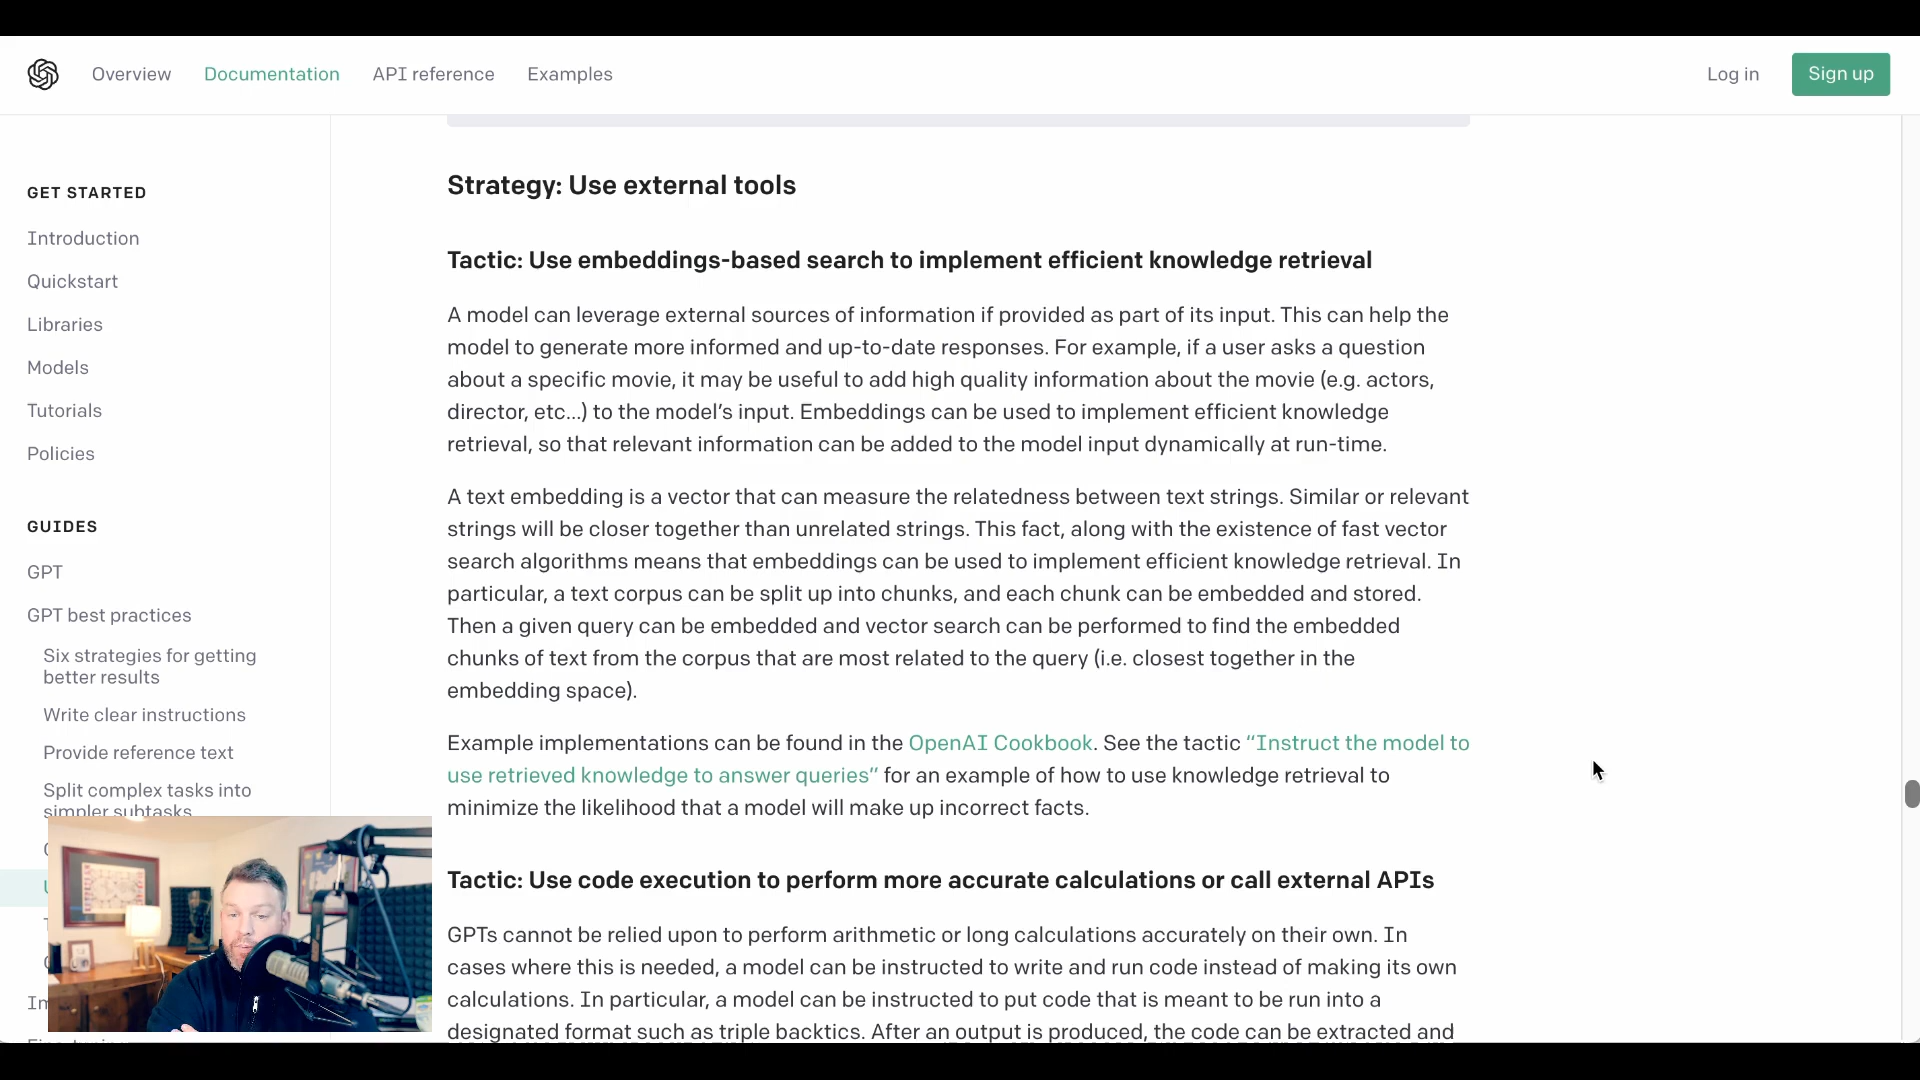 Overview Documentation API reference Examples Log in Sign up
GET STARTED
Introduction
Quickstart
Libraries
Models
Tutorials
Policies
GUIDES
GPT
GPT best practices
Six strategies for getting
better results
Write clear instructions
Provide reference text
Split complex tasks into
simpler subtasks
Strategy: Use external tools
Tactic: Use embeddings-based search to implement efficient knowledge retrieval
A model can leverage external sources of information if provided as part of its input. This can help the
model to generate more informed and up-to-date responses. For example, if a user asks a question
about a specific movie, it may be useful to add high quality information about the movie (e.g. actors,
director, etc...) to the model’s input. Embeddings can be used to implement efficient knowledge
retrieval, so that relevant information can be added to the model input dynamically at run-time.
A text embedding is a vector that can measure the relatedness between text strings. Similar or relevant
strings will be closer together than unrelated strings. This fact, along with the existence of fast vector
search algorithms means that embeddings can be used to implement efficient knowledge retrieval. In
particular, a text corpus can be split up into chunks, and each chunk can be embedded and stored.
Then a given query can be embedded and vector search can be performed to find the embedded
chunks of text from the corpus that are most related to the query (i.e. closest together in the
embedding space).
Example implementations can be found in the OpenAI Cookbook. See the tactic “Instruct the model to
use retrieved knowledge to answer queries” for an example of how to use knowledge retrieval to
minimize the likelihood that a model will make up incorrect facts.
Tactic: Use code execution to perform more accurate calculations or call external APIs
GPTs cannot be relied upon to perform arithmetic or long calculations accurately on their own. In
cases where this is needed, a model can be instructed to write and run code instead of making its own
calculations. In particular, a model can be instructed to put code that is meant to be run into a
designated format such as triple backtics. After an output is produced, the code can be extracted and